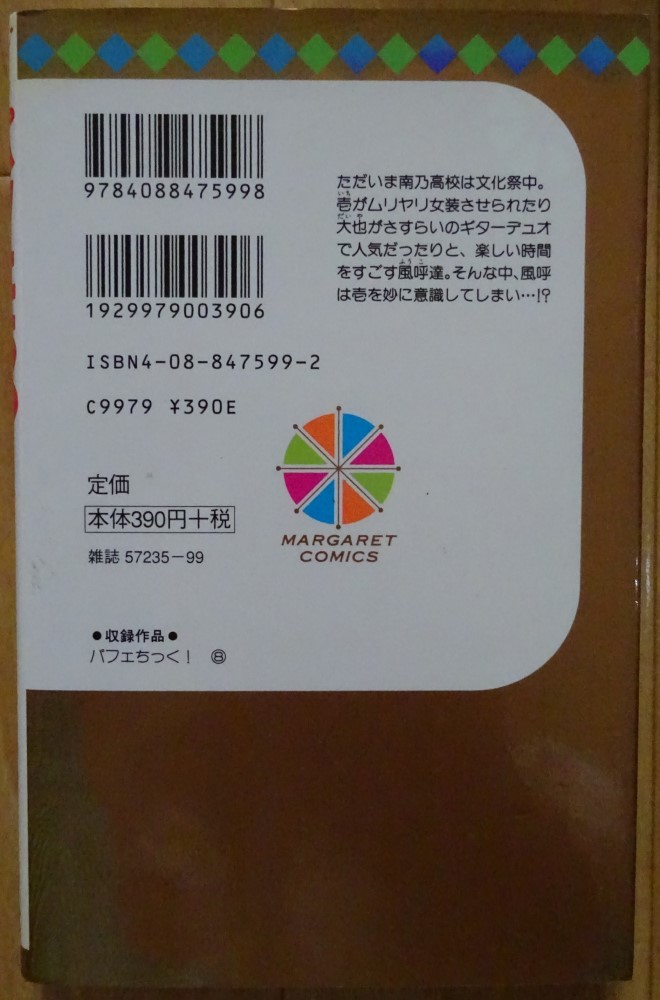 9784088475998
1929979003906
ISBN4-08-847599-2
C9979 ¥390E
定価
本体390円+税
雑誌 57235-99
●収録作品●
パフェちっく! ⑧
ただいま南乃高校は文化祭中。
壱がムリヤリ女装させられたり
大也がさすらいのギターデュオ
で人気だったりと、楽しい時間
をすごす風呼達。そんな中、風呼
は壱を妙に意識してしまい…!?
MARGARET
COMICS